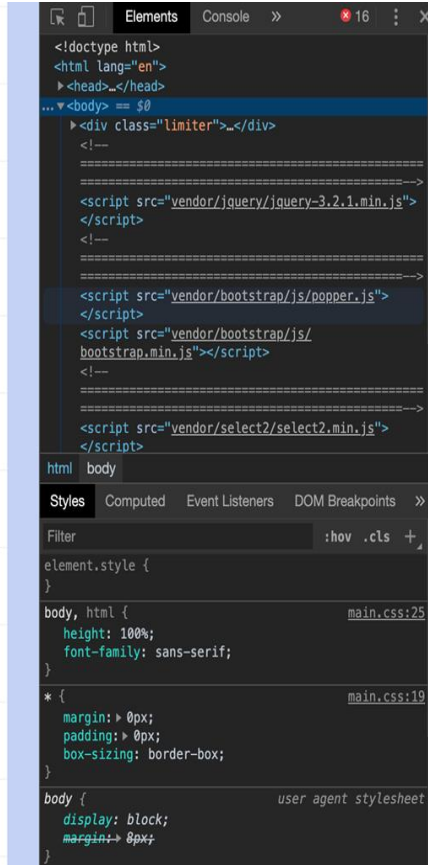 Elements Console » 16
<!doctype html>
<html lang="en">
<head>…</head>
... <body> == $0
<div class="limiter">…</div>
<!--
===============================================
=============================================-->
<script src="vendor/jquery/jquery-3.2.1.min.js">
</script>
<!--
===============================================
=============================================-->
<script src="vendor/bootstrap/js/popper.js">
</script>
<script src="vendor/bootstrap/js/
bootstrap.min.js"></script>
<!--
===============================================
=============================================-->
<script src="vendor/select2/select2.min.js">
</script>
html body
Styles Computed Event Listeners DOM Breakpoints »
Filter :hov .cls +
element.style {
}
body, html { main.css:25
height: 100%;
font-family: sans-serif;
}
* { main.css:19
margin: 0px;
padding: 0px;
box-sizing: border-box;
}
body { user agent stylesheet
display: block;
margin: 8px;
}